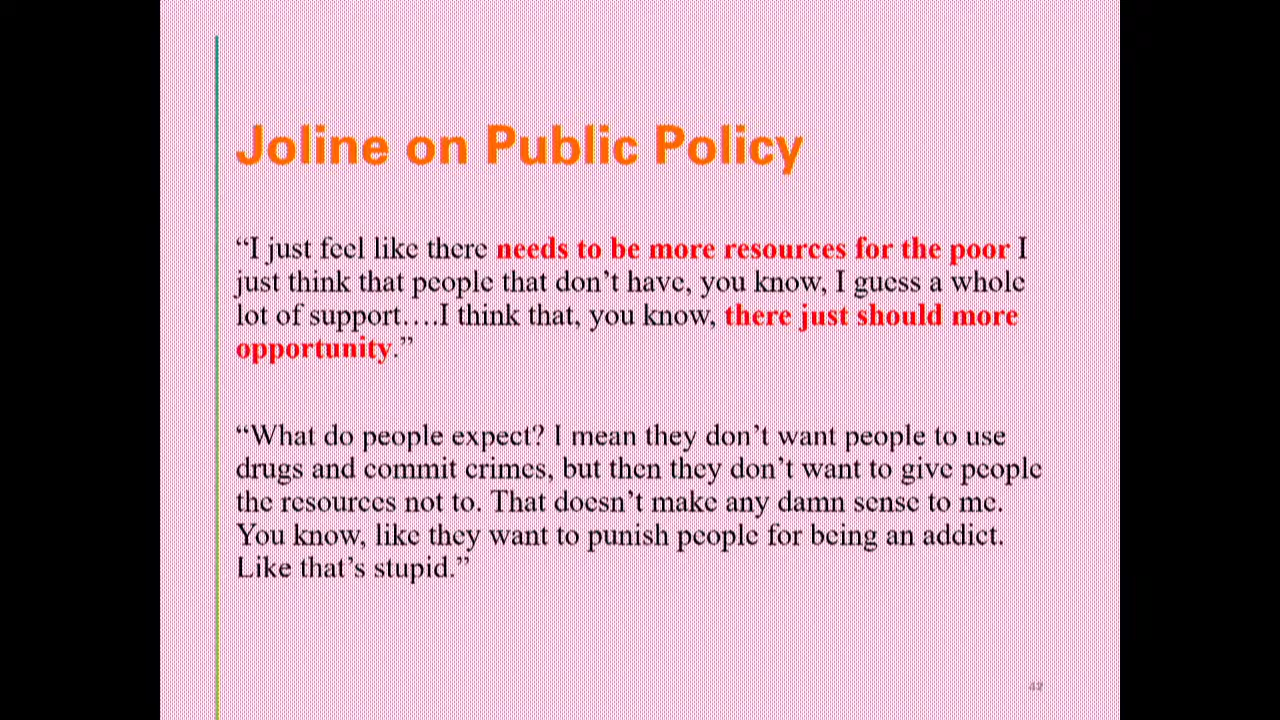 Joline on Public Policy
“I just feel like there needs to be more resources for the poor I
just think that people that don’t have, you know, I guess a whole
lot of support….I think that, you know, there just should more
opportunity.”
“What do people expect? I mean they don’t want people to use
drugs and commit crimes, but then they don’t want to give people
the resources not to. That doesn’t make any damn sense to me.
You know, like they want to punish people for being an addict.
Like that’s stupid.”